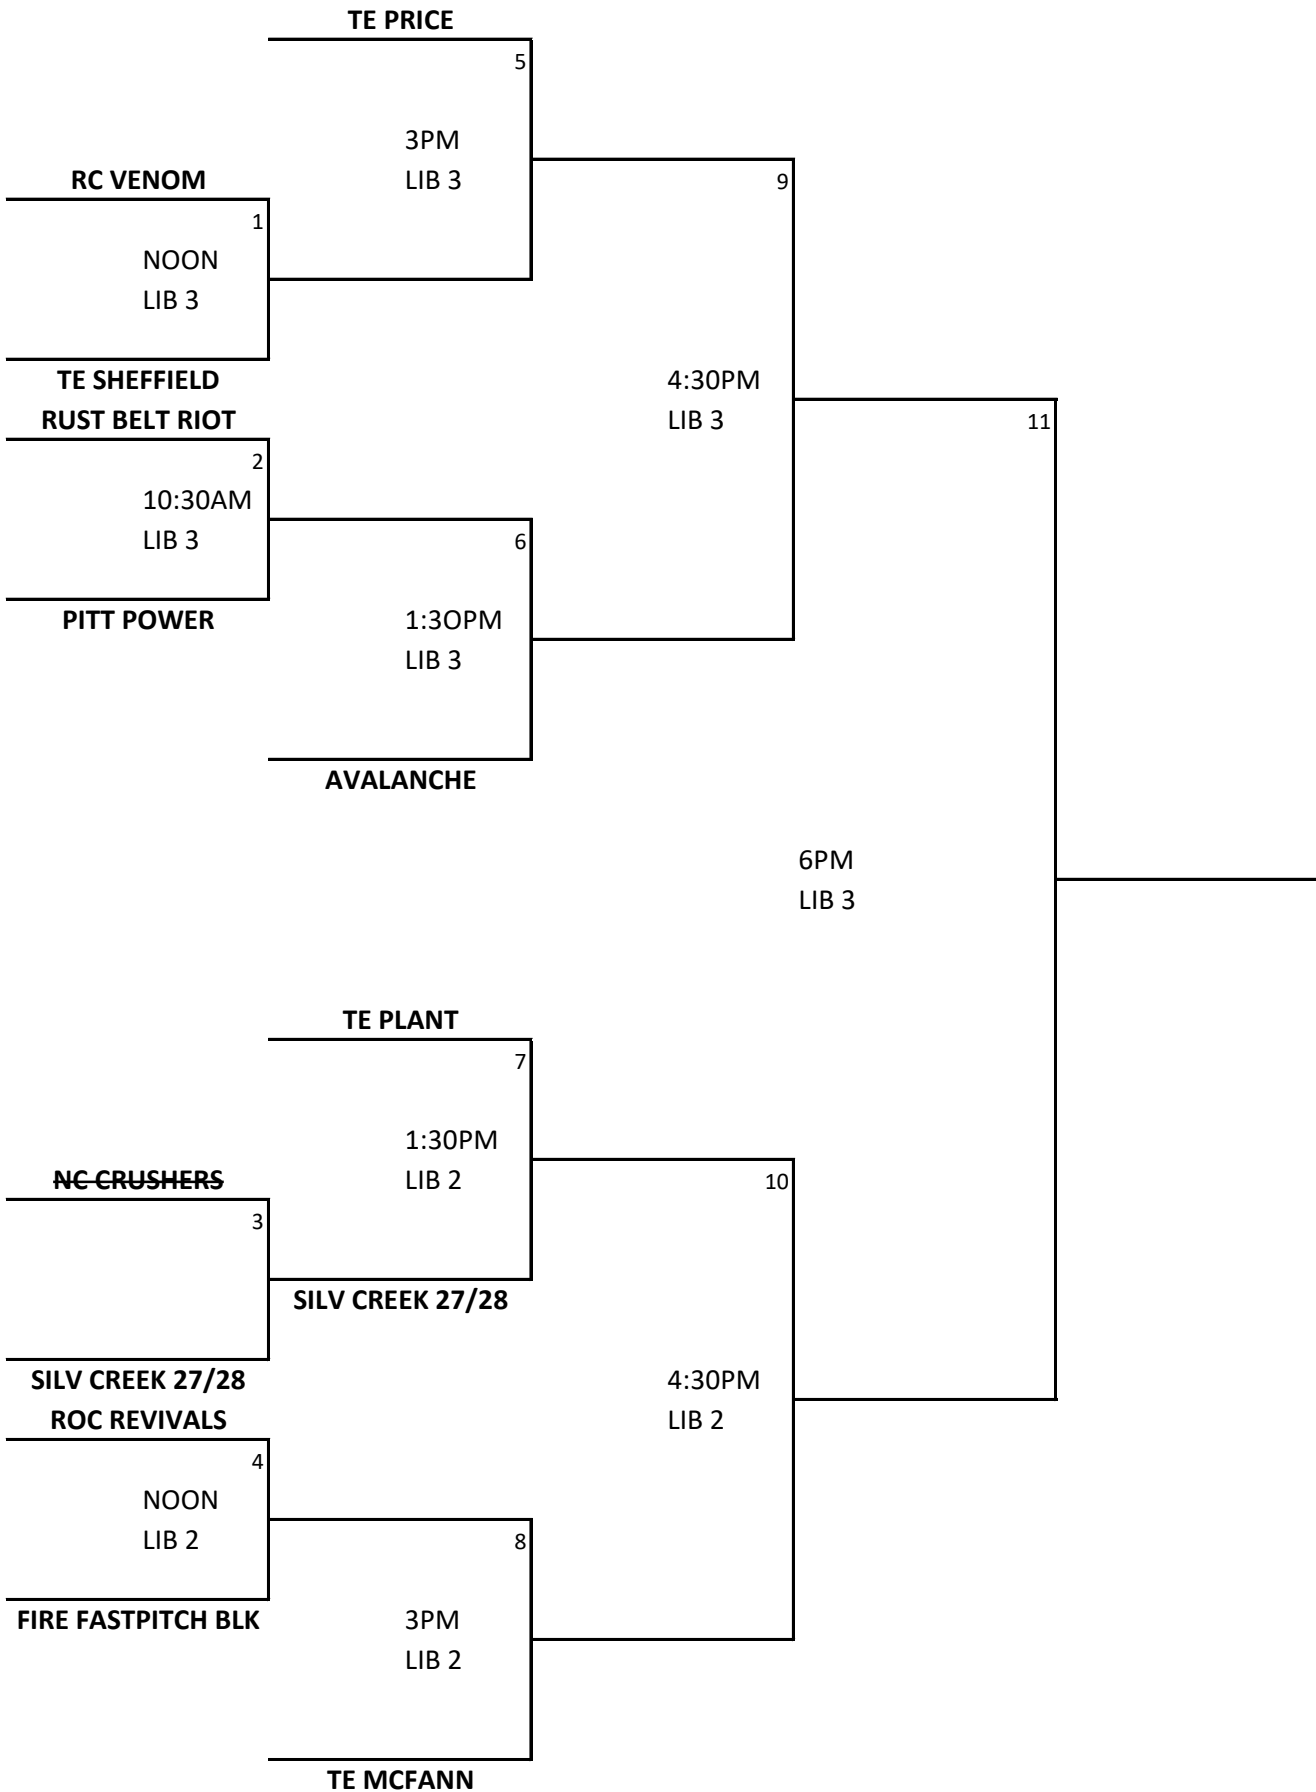 TE PRICE
5
3PM
LIB 3
RC VENOM
9
1
NOON
LIB 3
TE SHEFFIELD
4:30PM
RUST BELT RIOT
LIB 3
11
2
10:30AM
LIB 3
6
PITT POWER
1:3OPM
LIB 3
AVALANCHE
6PM
LIB 3
TE PLANT
7
1:30PM
NC CRUSHERS
LIB 2
10
3
SILV CREEK 27/28
SILV CREEK 27/28
4:30PM
ROC REVIVALS
LIB 2
4
NOON
LIB 2
8
FIRE FASTPITCH BLK
3PM
LIB 2
TE MCFANN